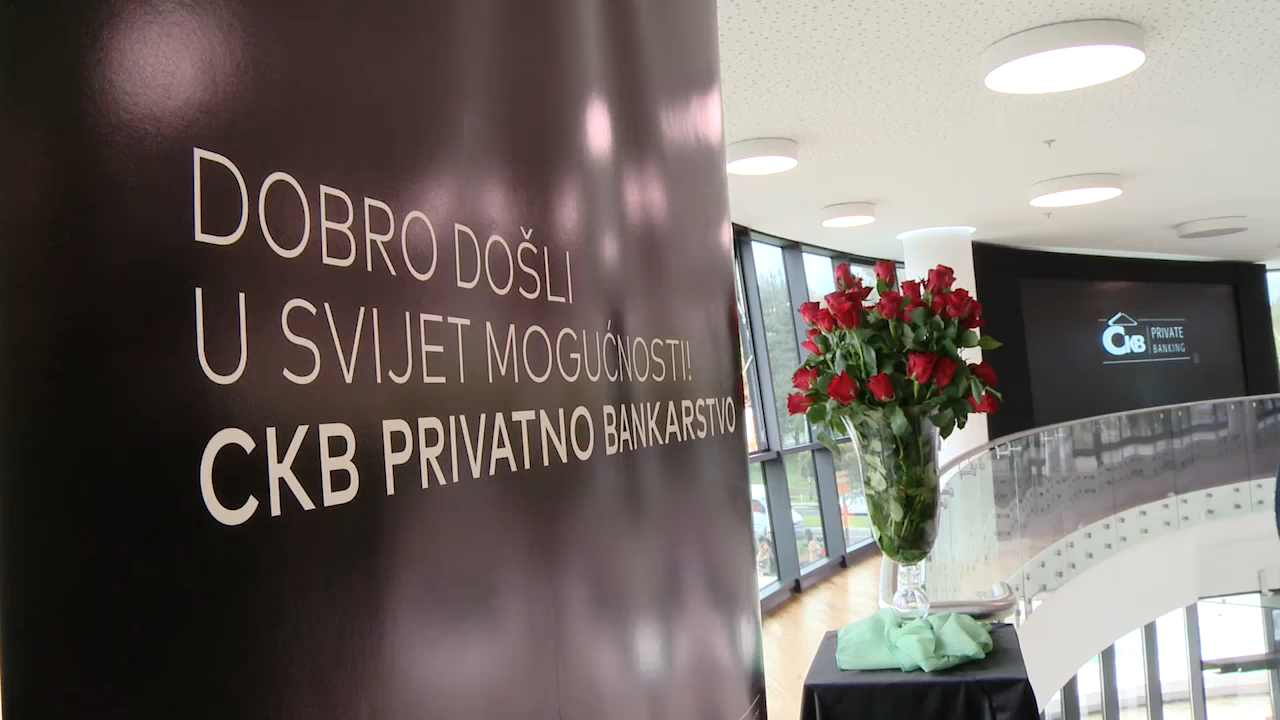 DOBRO DOŠLI
U SVIJET MOGUĆNOSTI!
CKB PRIVATNO BANKARSTVO
CKB PRIVATE
BANKING